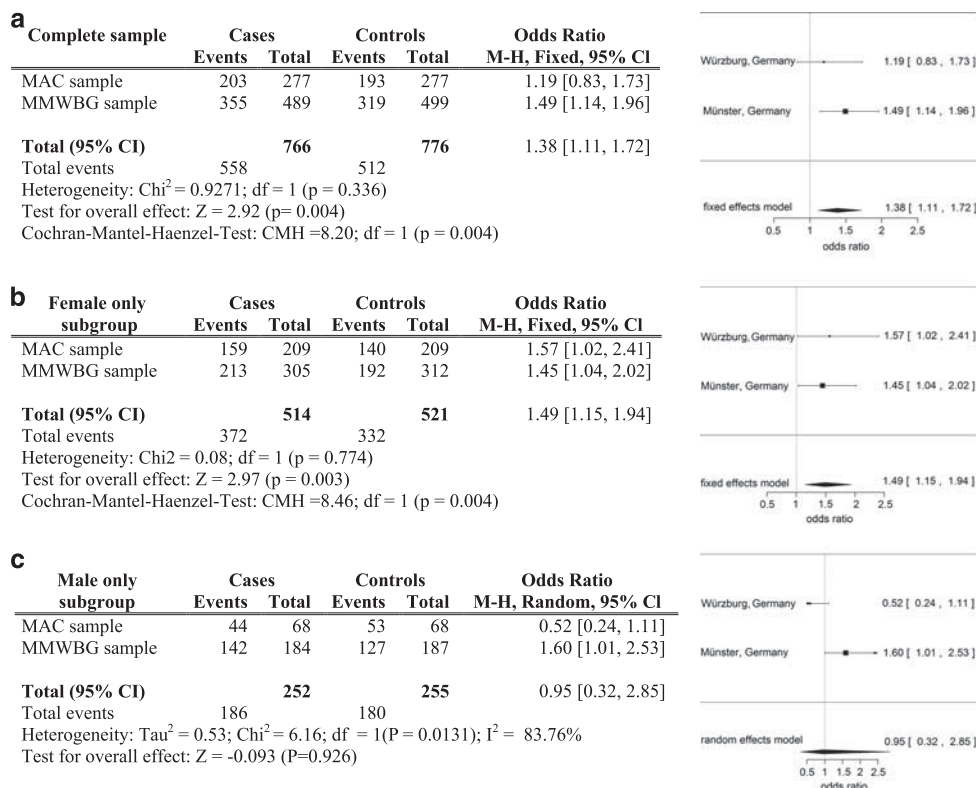 a
Complete sample Cases Controls Odds Ratio
Events Total Events Total M-H, Fixed, 95% Cl
MAC sample 203 277 193 277 1.19 [0.83, 1.73]
MMWBG sample 355 489 319 499 1.49 [1.14, 1.96]
Total (95% CI) 766 776 1.38 [1.11, 1.72]
Total events 558 512
Heterogeneity: Chi² = 0.9271; df = 1 (p = 0.336)
Test for overall effect: Z = 2.92 (p= 0.004)
Cochran-Mantel-Haenzel-Test: CMH =8.20; df = 1 (p = 0.004)
Würzburg, Germany 1.19 [ 0.83 , 1.73 ]
Münster, Germany 1.49 [ 1.14 , 1.96 ]
fixed effects model 1.38 [ 1.11 , 1.72 ]
0.5 1 1.5 2 2.5
odds ratio
b
Female only Cases Controls Odds Ratio
subgroup Events Total Events Total M-H, Fixed, 95% Cl
MAC sample 159 209 140 209 1.57 [1.02, 2.41]
MMWBG sample 213 305 192 312 1.45 [1.04, 2.02]
Total (95% CI) 514 521 1.49 [1.15, 1.94]
Total events 372 332
Heterogeneity: Chi2 = 0.08; df = 1 (p = 0.774)
Test for overall effect: Z = 2.97 (p = 0.003)
Cochran-Mantel-Haenzel-Test: CMH =8.46; df = 1 (p = 0.004)
Würzburg, Germany 1.57 [ 1.02 , 2.41 ]
Münster, Germany 1.45 [ 1.04 , 2.02 ]
fixed effects model 1.49 [ 1.15 , 1.94 ]
0.5 1 1.5 2 2.5
odds ratio
c
Male only Cases Controls Odds Ratio
subgroup Events Total Events Total M-H, Random, 95% Cl
MAC sample 44 68 53 68 0.52 [0.24, 1.11]
MMWBG sample 142 184 127 187 1.60 [1.01, 2.53]
Total (95% CI) 252 255 0.95 [0.32, 2.85]
Total events 186 180
Heterogeneity: Tau² = 0.53; Chi² = 6.16; df = 1(P = 0.0131); I² = 83.76%
Test for overall effect: Z = -0.093 (P=0.926)
Würzburg, Germany 0.52 [ 0.24 , 1.11 ]
Münster, Germany 1.60 [ 1.01 , 2.53 ]
random effects model 0.95 [ 0.32 , 2.85 ]
0.5 1 1.5 2 2.5
odds ratio